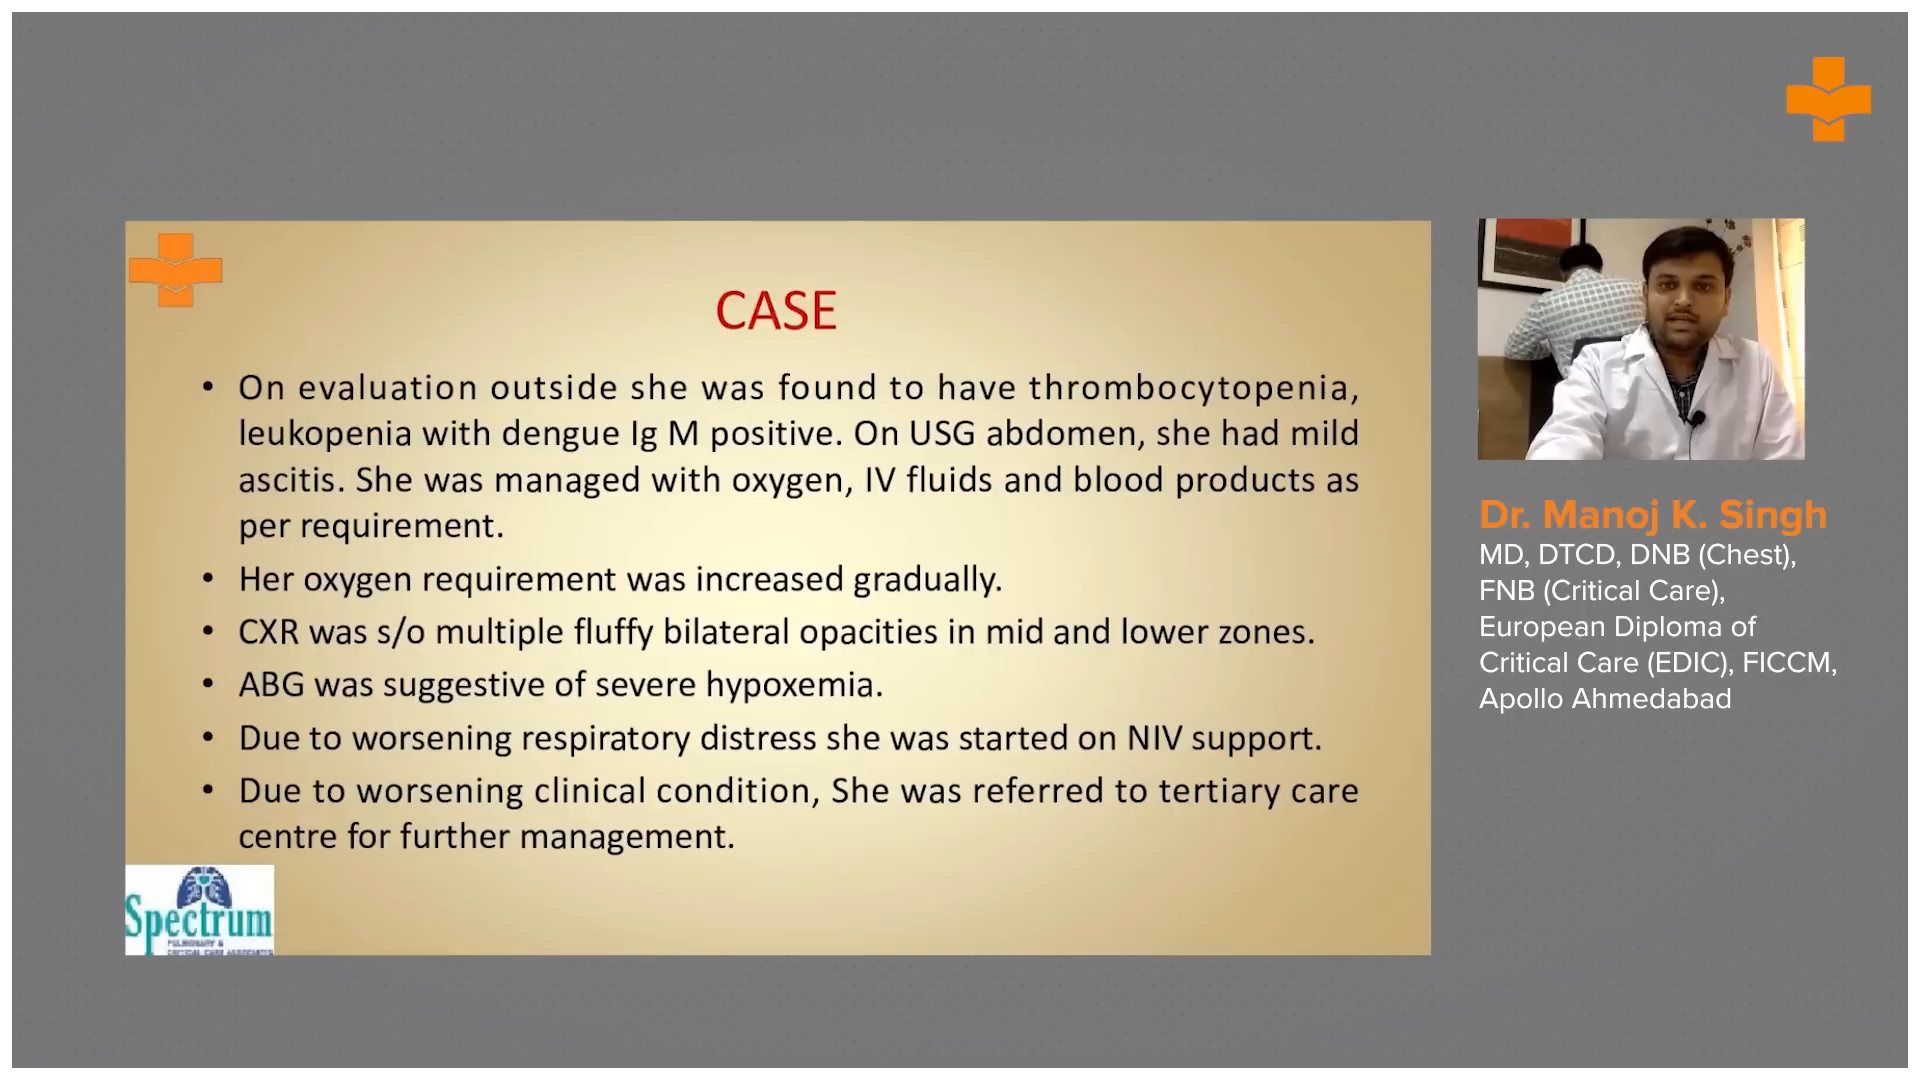 CASE
• On evaluation outside she was found to have thrombocytopenia,
leukopenia with dengue Ig M positive. On USG abdomen, she had mild
ascitis. She was managed with oxygen, IV fluids and blood products as
per requirement.
• Her oxygen requirement was increased gradually.
• CXR was s/o multiple fluffy bilateral opacities in mid and lower zones.
• ABG was suggestive of severe hypoxemia.
• Due to worsening respiratory distress she was started on NIV support.
• Due to worsening clinical condition, She was referred to tertiary care
centre for further management.
Spectrum
PULMONARY &
Dr. Manoj K. Singh
MD, DTCD, DNB (Chest),
FNB (Critical Care),
European Diploma of
Critical Care (EDIC), FICCM,
Apollo Ahmedabad